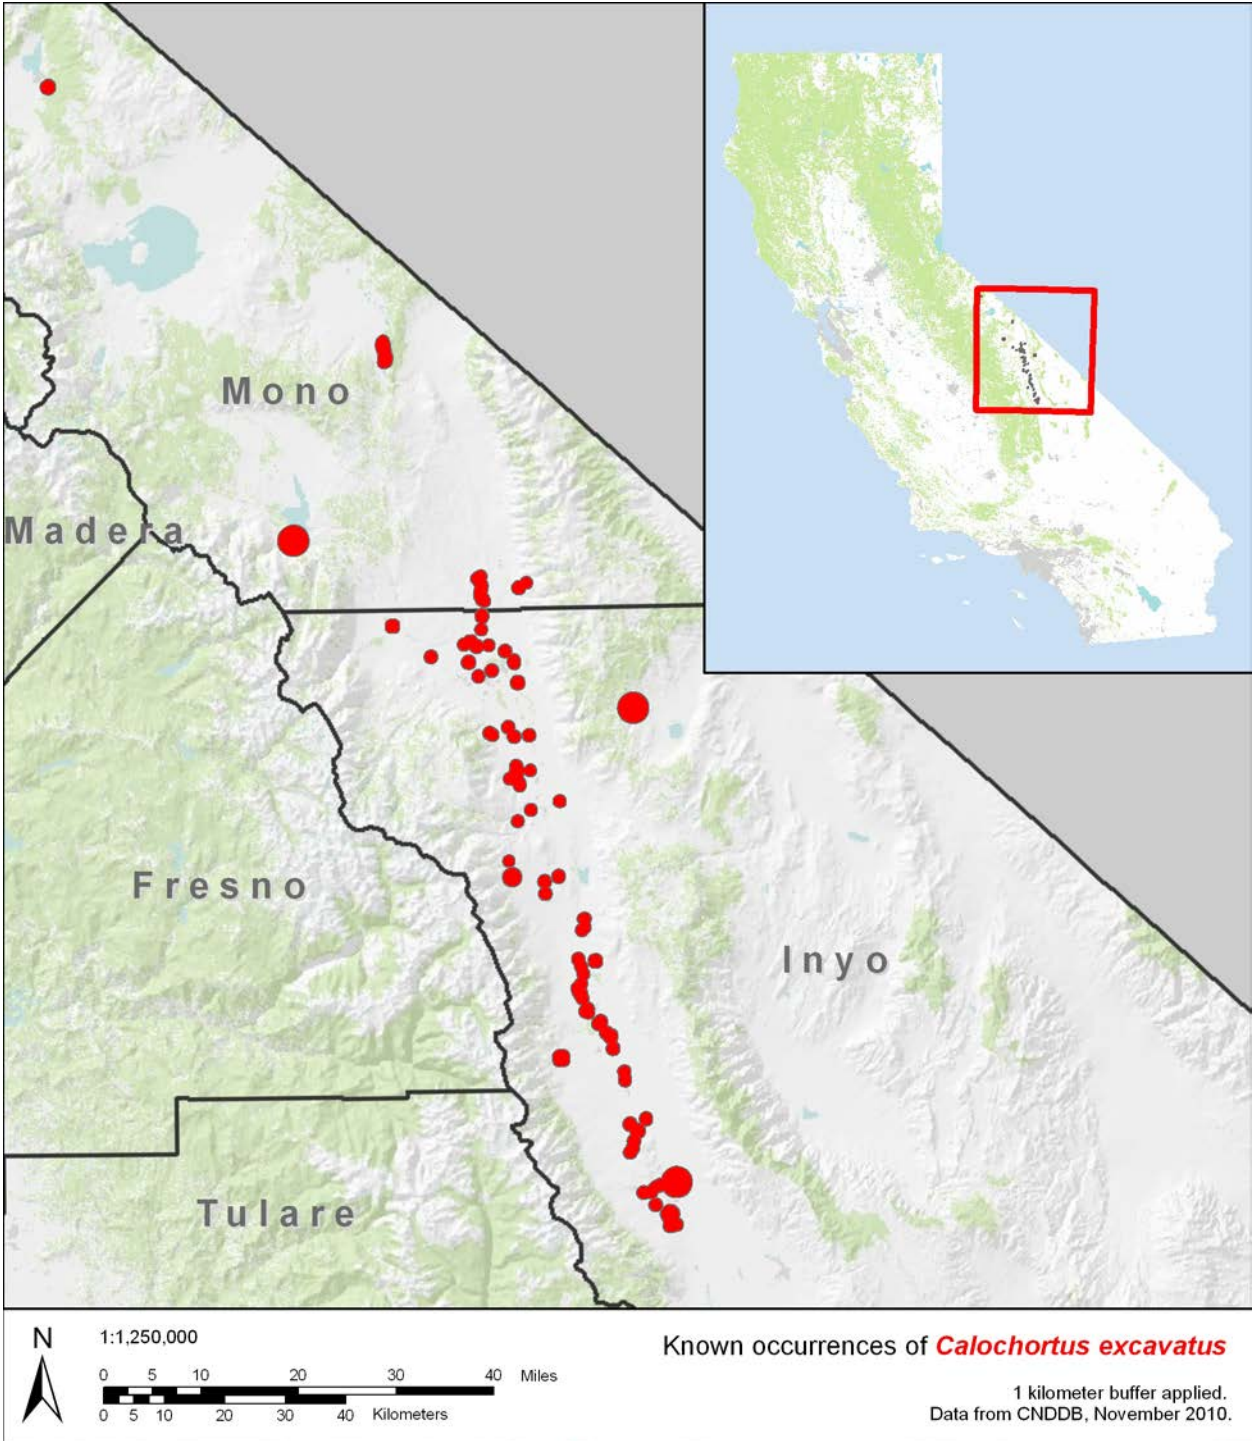 Mono
Madera
Fresno
Inyo
Tulare
N
1:1,250,000
0 5 10 20 30 40 Miles
0 5 10 20 30 40 Kilometers
Known occurrences of Calochortus excavatus
1 kilometer buffer applied.
Data from CNDDB, November 2010.